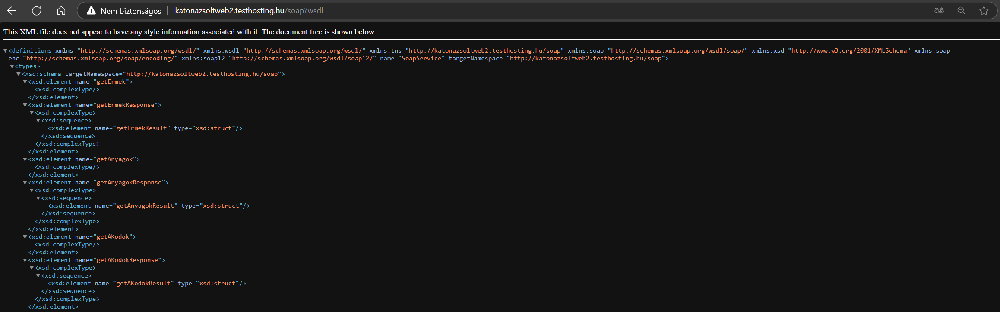 Nem biztonságos katonazsoltweb2.testhosting.hu/soap?wsdl aあ
This XML file does not appear to have any style information associated with it. The document tree is shown below.
▼<definitions xmlns="http://schemas.xmlsoap.org/wsdl/" xmlns:wsdl="http://schemas.xmlsoap.org/wsdl/" xmlns:tns="http://katonazsoltweb2.testhosting.hu/soap" xmlns:soap="http://schemas.xmlsoap.org/wsdl/soap/" xmlns:xsd="http://www.w3.org/2001/XMLSchema" xmlns:soap-
enc="http://schemas.xmlsoap.org/soap/encoding/" xmlns:soap12="http://schemas.xmlsoap.org/wsdl/soap12/" name="SoapService" targetNamespace="http://katonazsoltweb2.testhosting.hu/soap">
▼<types>
▼<xsd:schema targetNamespace="http://katonazsoltweb2.testhosting.hu/soap">
▼<xsd:element name="getErmek">
<xsd:complexType/>
</xsd:element>
▼<xsd:element name="getErmekResponse">
▼<xsd:complexType>
▼<xsd:sequence>
<xsd:element name="getErmekResult" type="xsd:struct"/>
</xsd:sequence>
</xsd:complexType>
</xsd:element>
▼<xsd:element name="getAnyagok">
<xsd:complexType/>
</xsd:element>
▼<xsd:element name="getAnyagokResponse">
▼<xsd:complexType>
▼<xsd:sequence>
<xsd:element name="getAnyagokResult" type="xsd:struct"/>
</xsd:sequence>
</xsd:complexType>
</xsd:element>
▼<xsd:element name="getAKodok">
<xsd:complexType/>
</xsd:element>
▼<xsd:element name="getAKodokResponse">
▼<xsd:complexType>
▼<xsd:sequence>
<xsd:element name="getAKodokResult" type="xsd:struct"/>
</xsd:sequence>
</xsd:complexType>
</xsd:element>